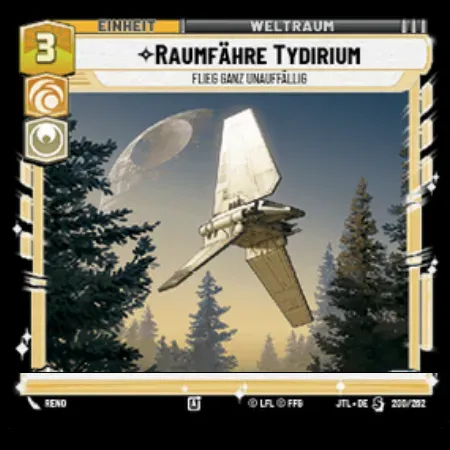 EINHEIT WELTRAUM
3
RAUMFÄHRE TYDIRIUM
FLIEG GANZ UNAUFFÄLLIG
RENO © LFL © FFG JTL • DE 200/262